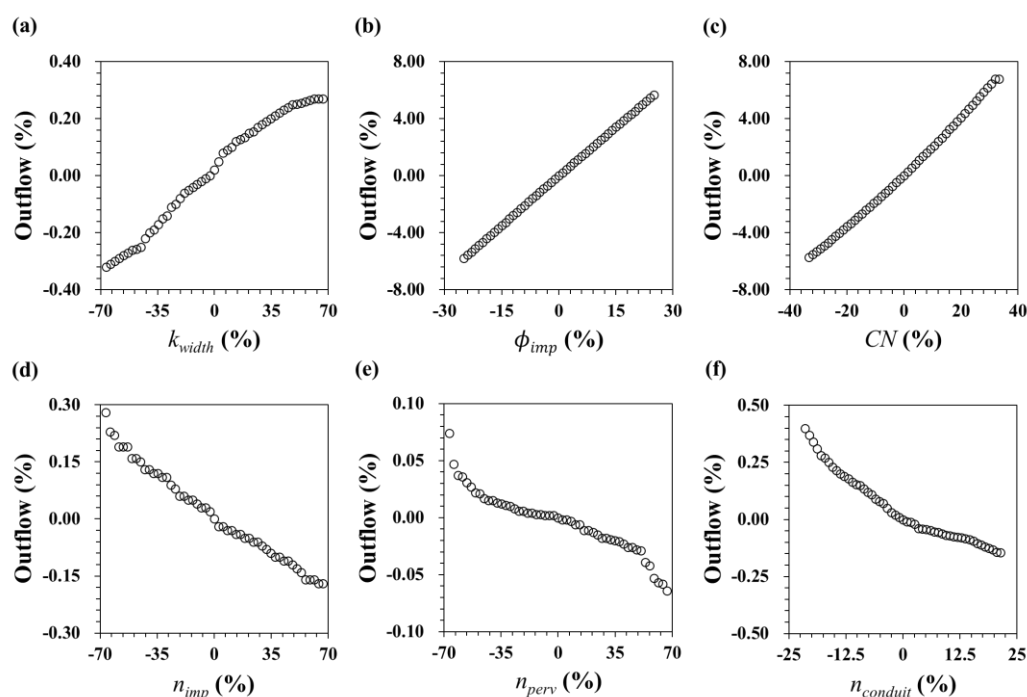 (a)
(b)
(c)
0.40
0.20
0.00
-0.20
-0.40
Outflow (%)
-70 -35 0 35 70
k_width (%)
8.00
4.00
0.00
-4.00
-8.00
Outflow (%)
-30 -15 0 15 30
ϕ_imp (%)
8.00
4.00
0.00
-4.00
-8.00
Outflow (%)
-40 -20 0 20 40
CN (%)
(d)
(e)
(f)
0.30
0.15
0.00
-0.15
-0.30
Outflow (%)
-70 -35 0 35 70
n_imp (%)
0.10
0.05
0.00
-0.05
-0.10
Outflow (%)
-70 -35 0 35 70
n_perv (%)
0.50
0.25
0.00
-0.25
-0.50
Outflow (%)
-25 -12.5 0 12.5 25
n_conduit (%)